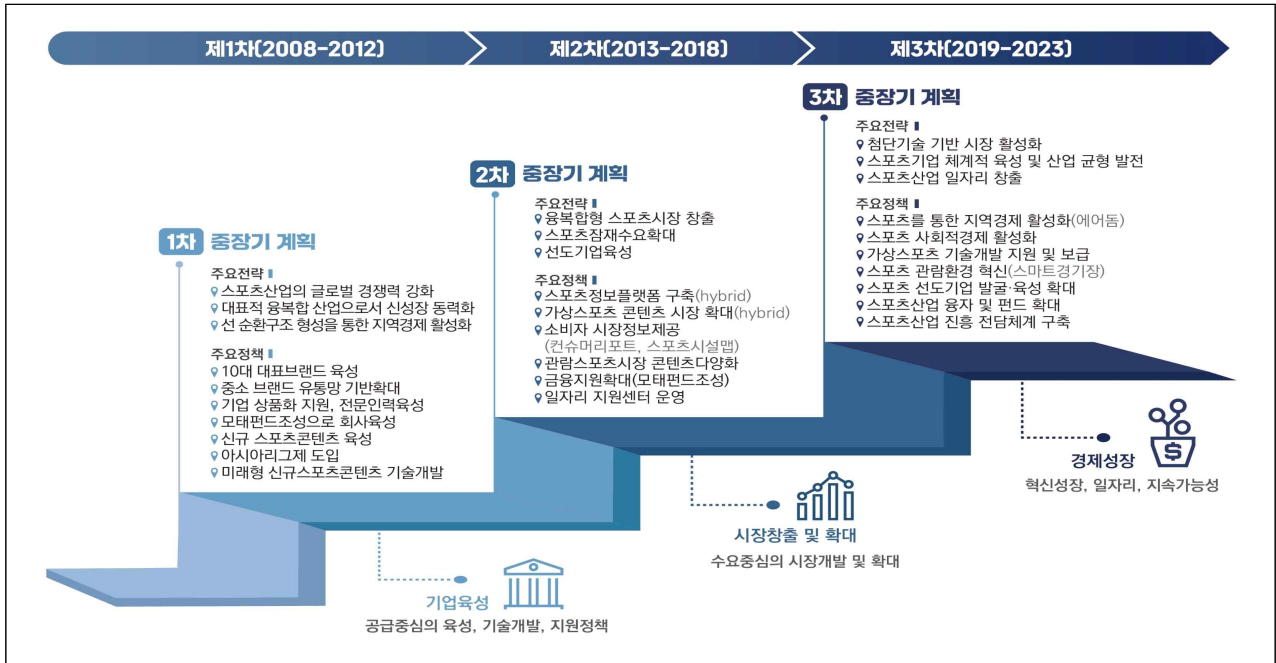 제1차(2008-2012)
제2차(2013-2018)
제3차(2019-2023)
1차 중장기 계획
주요전략
스포츠산업의 글로벌 경쟁력 강화
대표적 융복합 산업으로서 신성장 동력화
선 순환구조 형성을 통한 지역경제 활성화
주요정책
10대 대표브랜드 육성
중소 브랜드 유통망 기반확대
기업 상품화 지원, 전문인력육성
모태펀드조성으로 회사육성
신규 스포츠콘텐츠 육성
아시아리그제 도입
미래형 신규스포츠콘텐츠 기술개발
기업육성
공급중심의 육성, 기술개발, 지원정책
2차 중장기 계획
주요전략
융복합형 스포츠시장 창출
스포츠잠재수요확대
선도기업육성
주요정책
스포츠정보플랫폼 구축(hybrid)
가상스포츠 콘텐츠 시장 확대(hybrid)
소비자 시장정보제공
(컨슈머리포트, 스포츠시설맵)
관람스포츠시장 콘텐츠다양화
금융지원확대(모태펀드조성)
일자리 지원센터 운영
시장창출 및 확대
수요중심의 시장개발 및 확대
3차 중장기 계획
주요전략
첨단기술 기반 시장 활성화
스포츠기업 체계적 육성 및 산업 균형 발전
스포츠산업 일자리 창출
주요정책
스포츠를 통한 지역경제 활성화(에어돔)
스포츠 사회적경제 활성화
가상스포츠 기술개발 지원 및 보급
스포츠 관람환경 혁신(스마트경기장)
스포츠 선도기업 발굴·육성 확대
스포츠산업 융자 및 펀드 확대
스포츠산업 진흥 전담체계 구축
$
경제성장
혁신성장, 일자리, 지속가능성